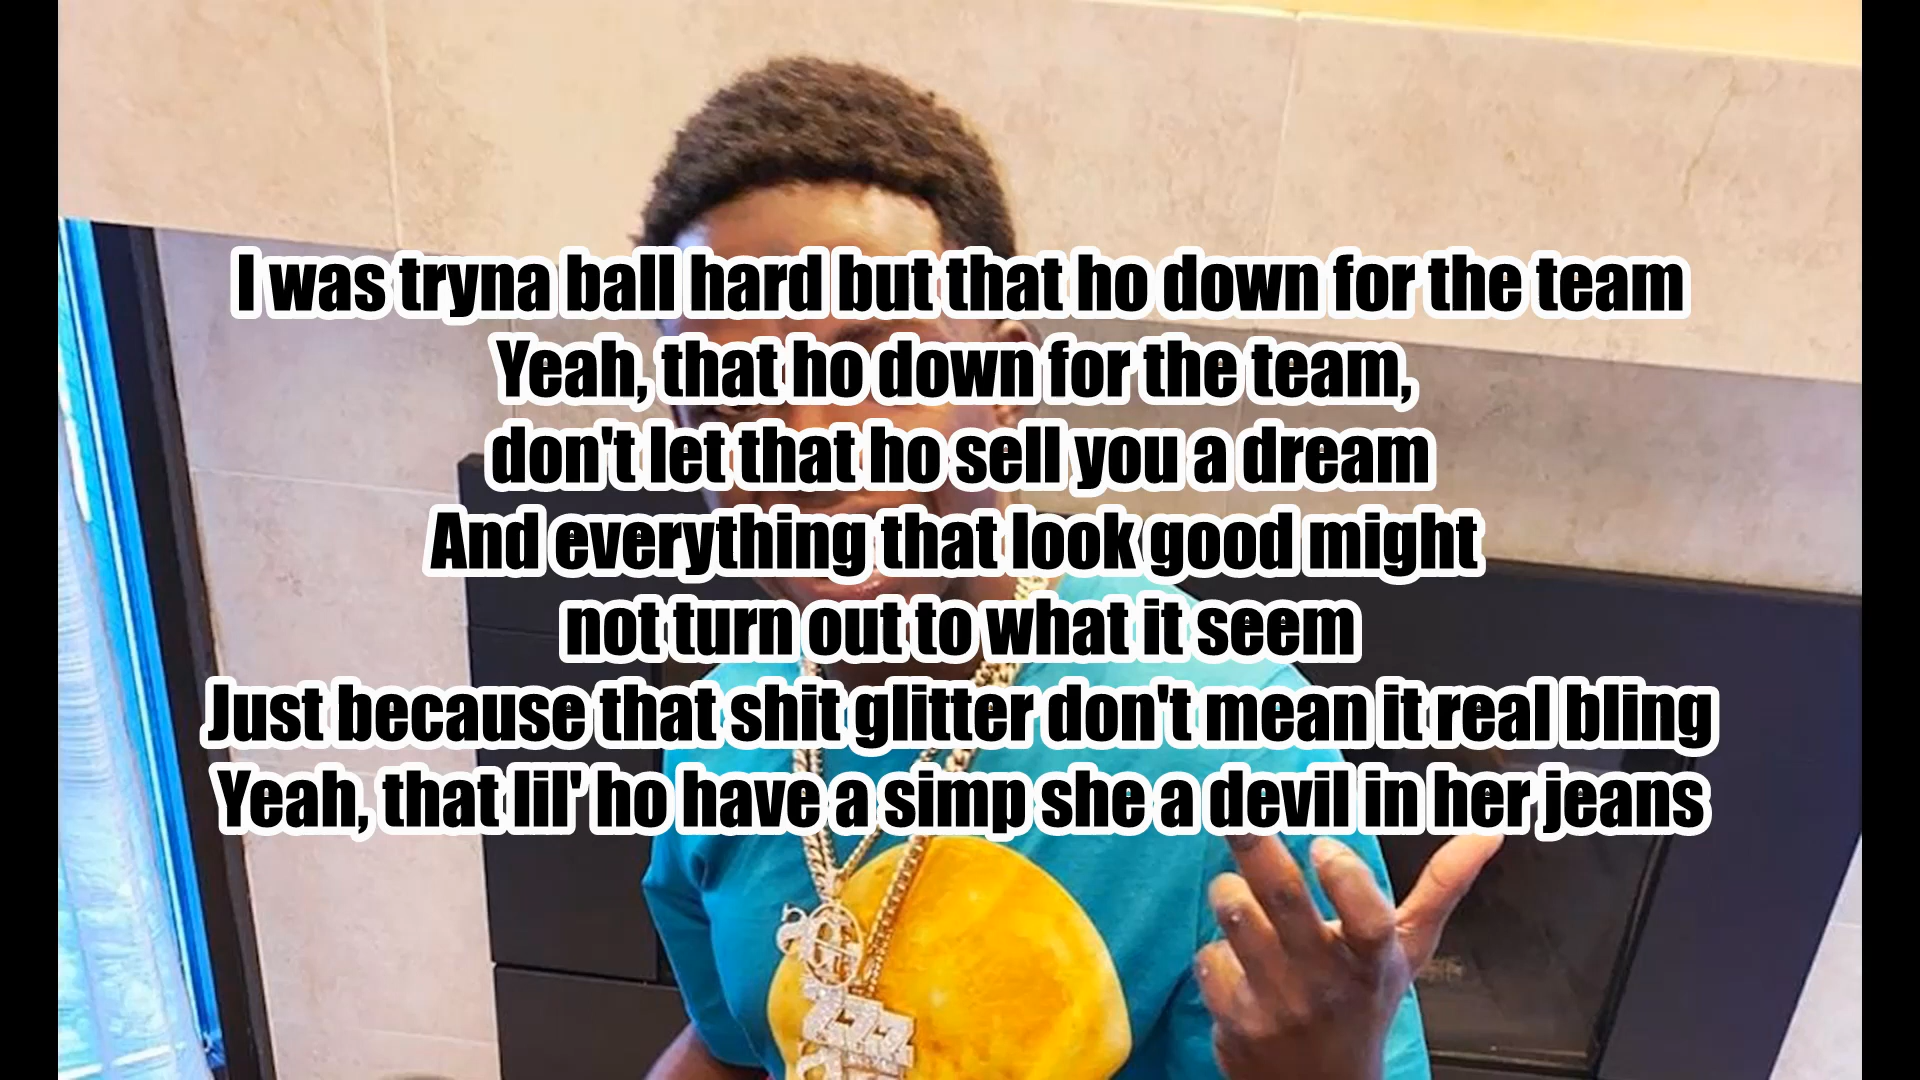 I was tryna ball hard but that ho down for the team
Yeah, that ho down for the team,
don't let that ho sell you a dream
And everything that look good might
not turn out to what it seem
Just because that shit glitter don't mean it real bling
Yeah, that lil' ho have a simp she a devil in her jeans